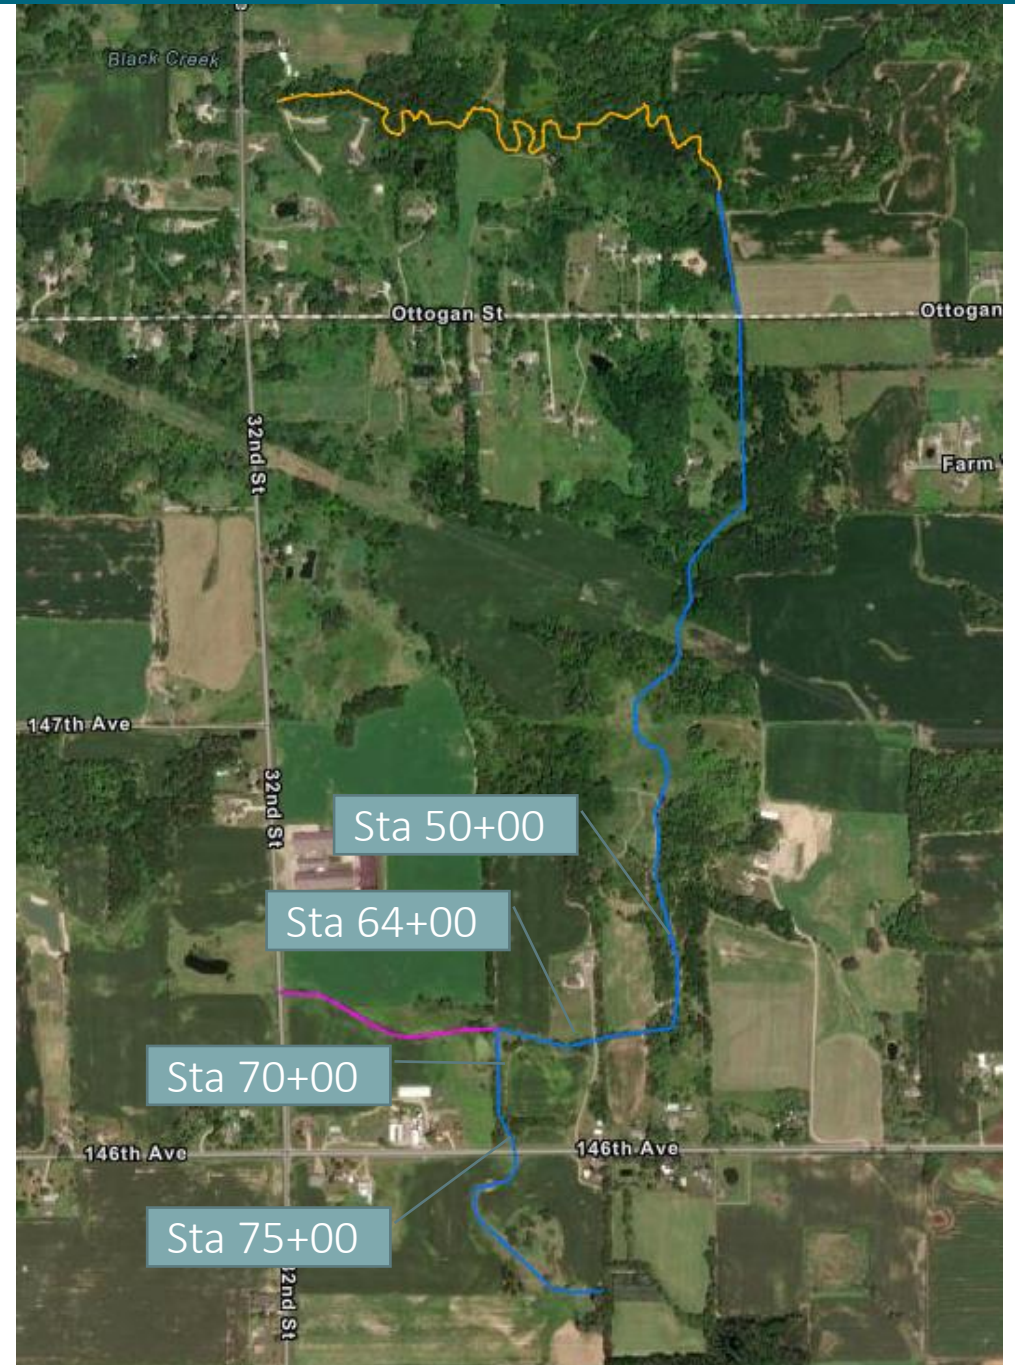 Black Creek
Ottogan St
Ottogan
32nd St
Farm
147th Ave
32nd St
Sta 50+00
Sta 64+00
Sta 70+00
146th Ave
146th Ave
Sta 75+00
32nd St